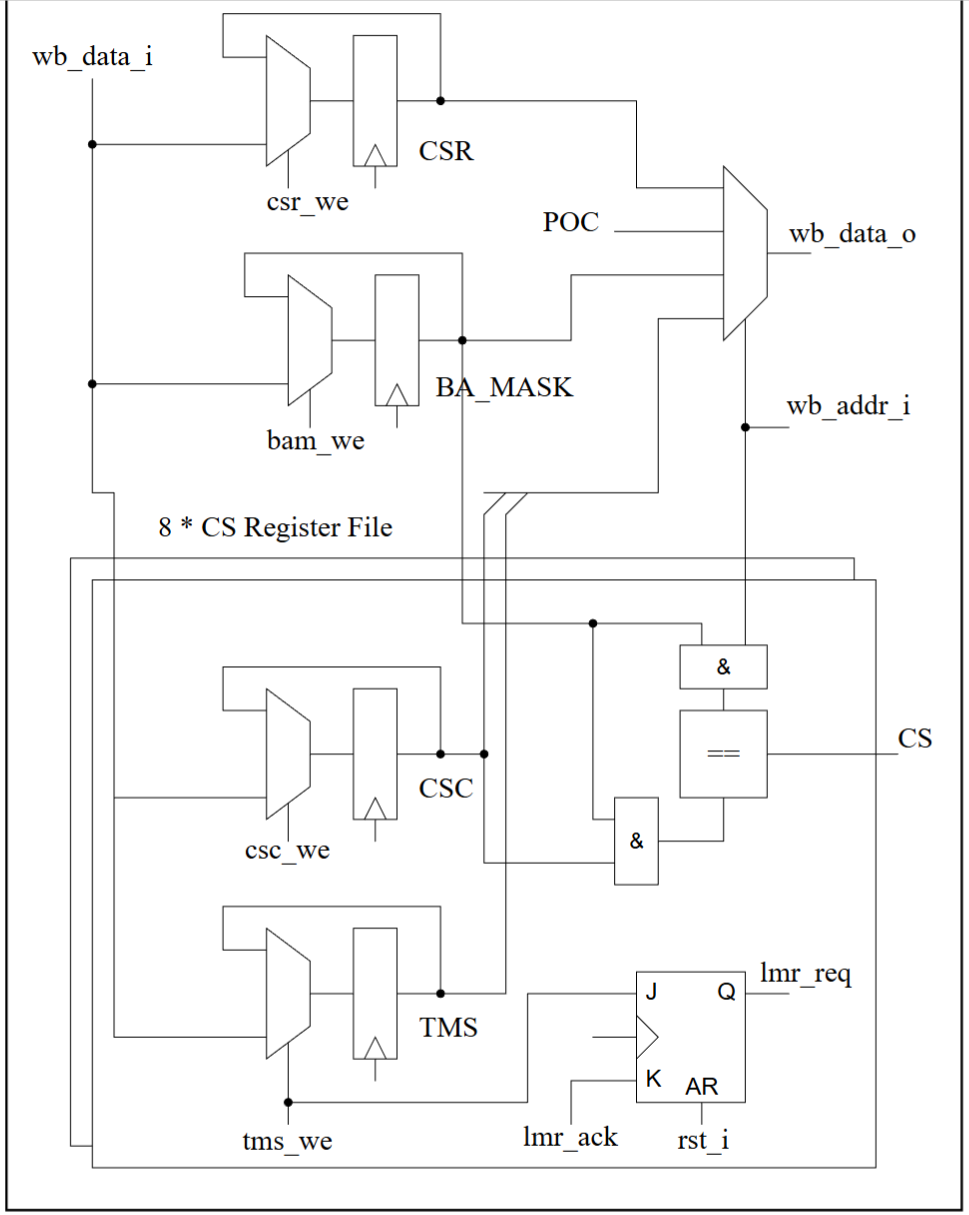 wb_data_i
CSR
csr_we
POC
wb_data_o
BA_MASK
bam_we
wb_addr_i
8 * CS Register File
&
==
CS
CSC
&
csc_we
J
Q
lmr_req
TMS
K
AR
tms_we
lmr_ack
rst_i